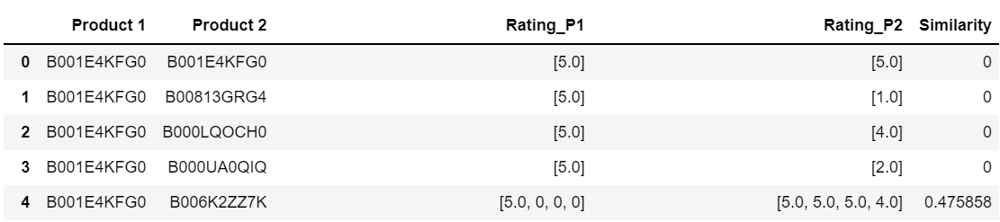 Product 1 Product 2 Rating_P1 Rating_P2 Similarity
0 B001E4KFG0 B001E4KFG0 [5.0] [5.0] 0
1 B001E4KFG0 B00813GRG4 [5.0] [1.0] 0
2 B001E4KFG0 B000LQOCH0 [5.0] [4.0] 0
3 B001E4KFG0 B000UA0QIQ [5.0] [2.0] 0
4 B001E4KFG0 B006K2ZZ7K [5.0, 0, 0, 0] [5.0, 5.0, 5.0, 4.0] 0.475858